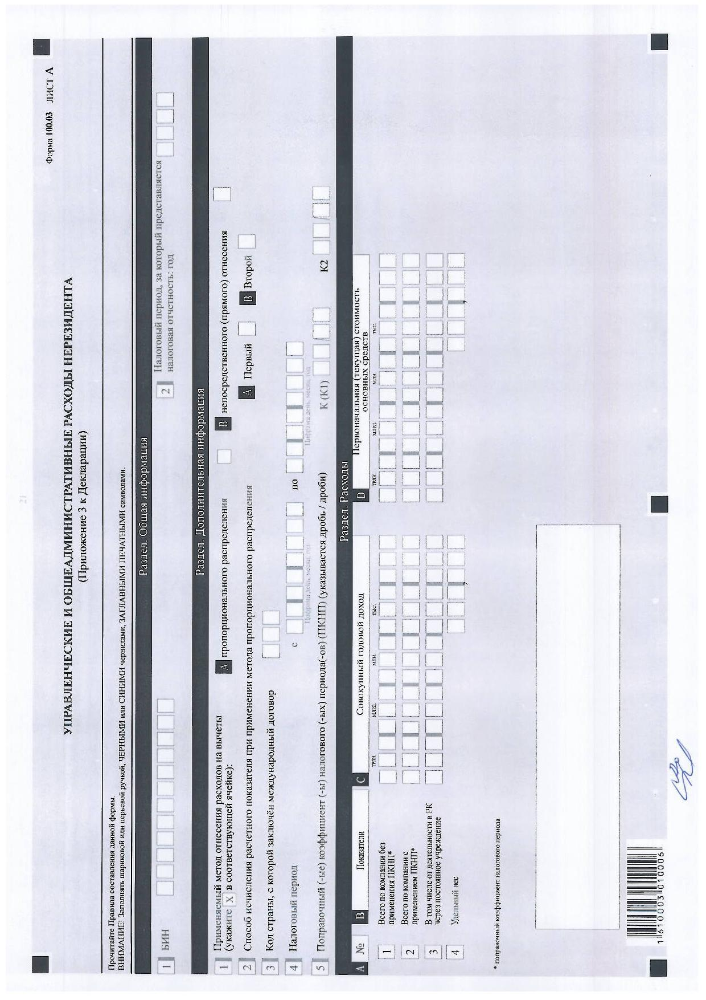 21
Форма 100.03 ЛИСТ А
УПРАВЛЕНЧЕСКИЕ И ОБЩЕАДМИНИСТРАТИВНЫЕ РАСХОДЫ НЕРЕЗИДЕНТА
(Приложение 3 к Декларации)
Прочитайте Правила составления данной формы.
ВНИМАНИЕ! Заполнять шариковой или перьевой ручкой, ЧЕРНЫМИ или СИНИМИ чернилами, ЗАГЛАВНЫМИ ПЕЧАТНЫМИ символами.
Раздел. Общая информация
1 БИН
2 Налоговый период, за который представляется
налоговая отчетность: год
Раздел. Дополнительная информация
1 Применяемый метод отнесения расходов на вычеты
(укажите X в соответствующей ячейке):
A пропорционального распределения
B непосредственного (прямого) отнесения
2 Способ исчисления расчетного показателя при применении метода пропорционального распределения
A Первый
B Второй
3 Код страны, с которой заключён международный договор
4 Налоговый период
с
Цифрами день, месяц, год
по
Цифрами день, месяц, год
5 Поправочный (-ые) коэффициент (-ы) налогового (-ых) периода(-ов) (ПКНП) (указывается дробь / дроби)
К (К1) /
К2 /
Раздел. Расходы
A №
B Показатели
C Совокупный годовой доход
D Первоначальная (текущая) стоимость
основных средств
трлн млрд. млн. тыс.
трлн млрд. млн. тыс.
1 Всего по компании без
применения ПКНП*
2 Всего по компании с
применением ПКНП*
3 В том числе от деятельности в РК
через постоянное учреждение
4 Удельный вес , ,
* поправочный коэффициент налогового периода
1610003010006